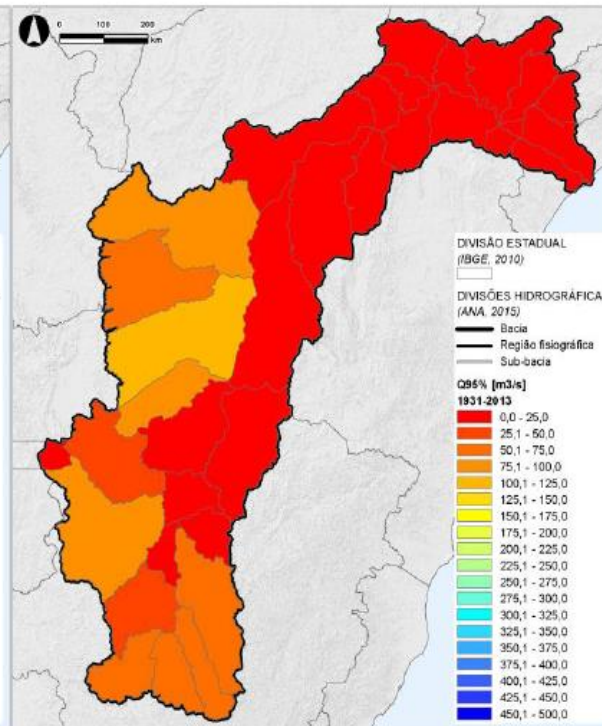 0 100 200
km
DIVISÃO ESTADUAL
(IBGE, 2010)
DIVISÕES HIDROGRÁFICA
(ANA, 2015)
Bacia
Região fisiográfica
Sub-bacia
Q95% [m3/s]
1931-2013
0,0 - 25,0
25,1 - 50,0
50,1 - 75,0
75,1 - 100,0
100,1 - 125,0
125,1 - 150,0
150,1 - 175,0
175,1 - 200,0
200,1 - 225,0
225,1 - 250,0
250,1 - 275,0
275,1 - 300,0
300,1 - 325,0
325,1 - 350,0
350,1 - 375,0
375,1 - 400,0
400,1 - 425,0
425,1 - 450,0
450,1 - 500,0